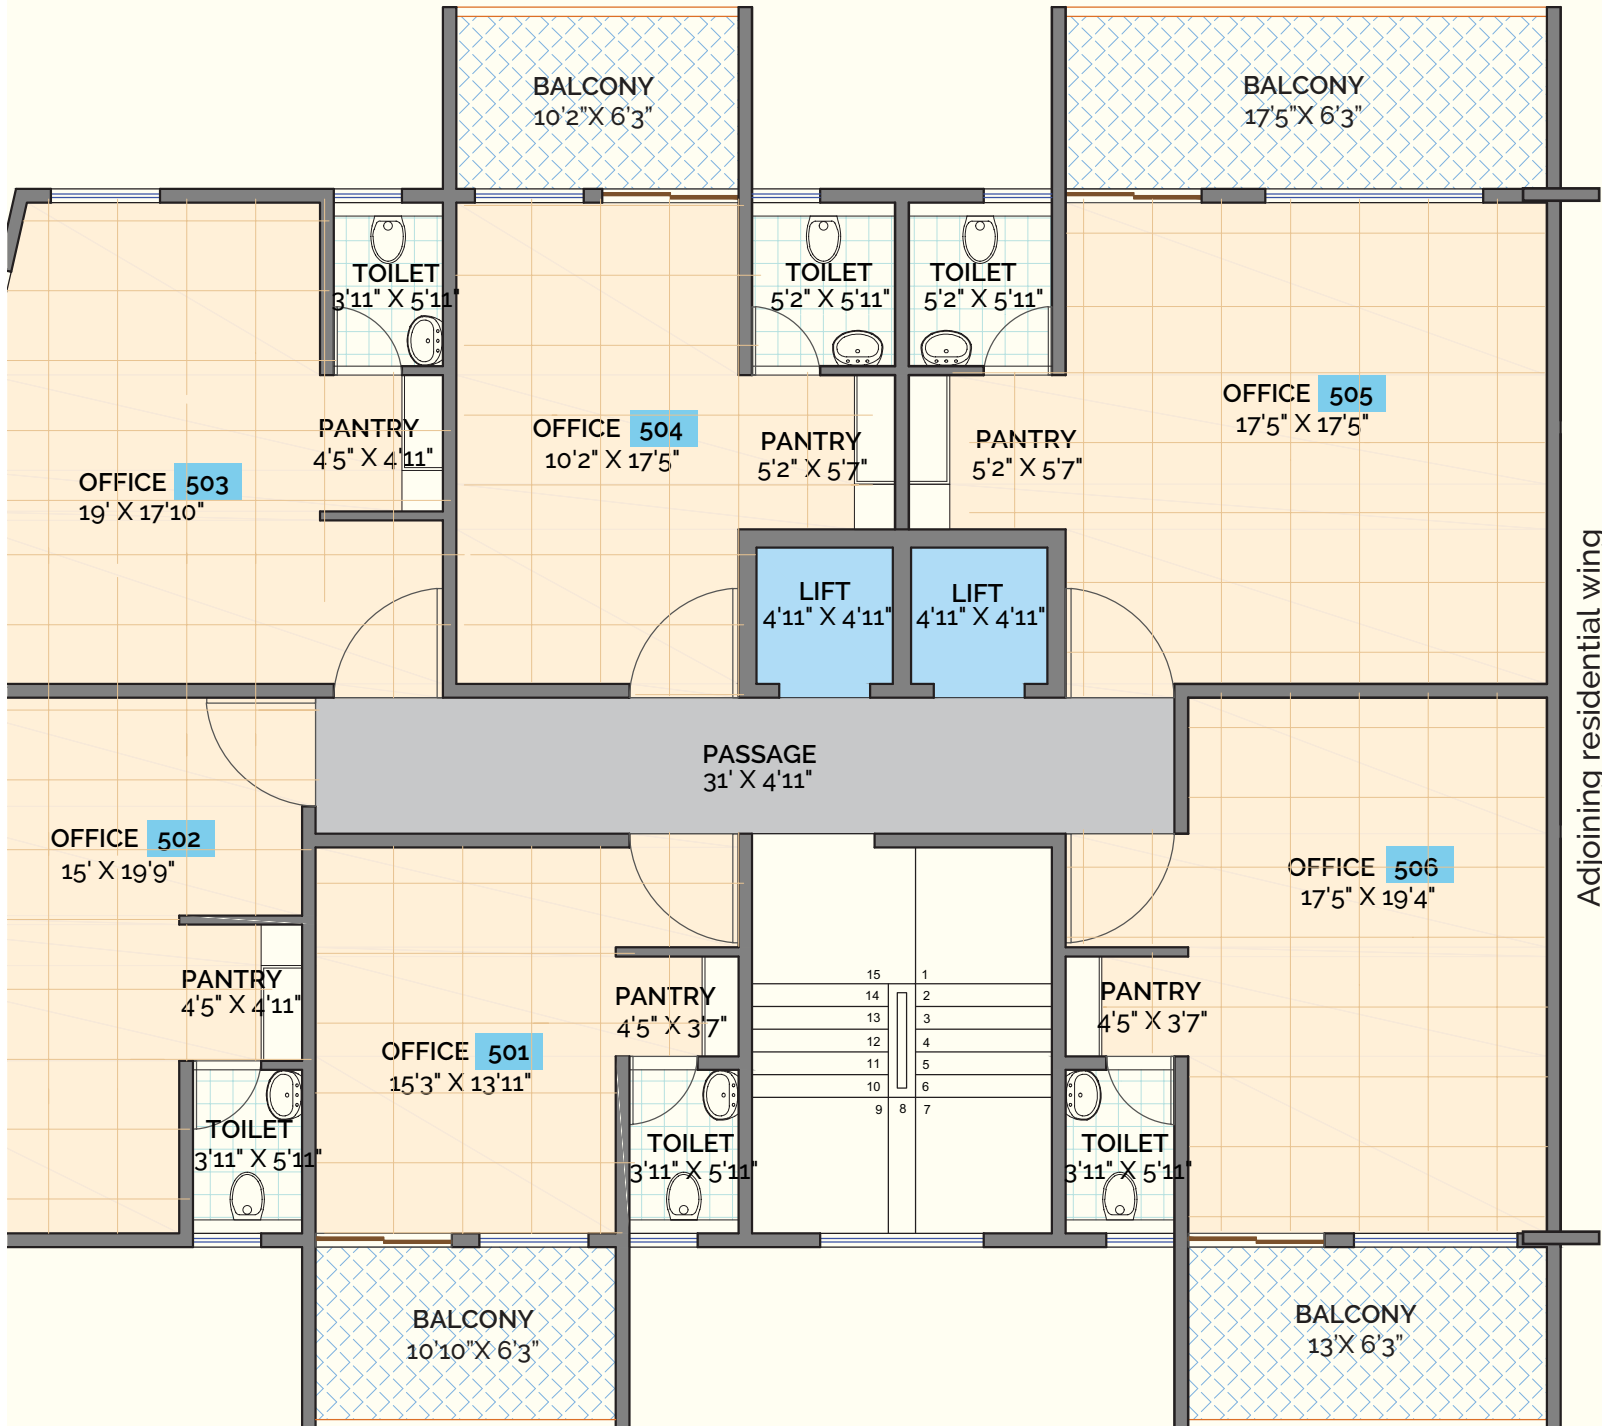 BALCONY
10'2"X 6'3"
BALCONY
17'5"X 6'3"
TOILET
3'11" X 5'11"
TOILET
5'2" X 5'11"
TOILET
5'2" X 5'11"
OFFICE 505
17'5" X 17'5"
PANTRY
4'5" X 4'11"
OFFICE 504
10'2" X 17'5"
PANTRY
5'2" X 5'7"
PANTRY
5'2" X 5'7"
OFFICE 503
19' X 17'10"
LIFT
4'11" X 4'11"
LIFT
4'11" X 4'11"
Adjoining residential wing
PASSAGE
31' X 4'11"
OFFICE 502
15' X 19'9"
OFFICE 506
17'5" X 19'4"
PANTRY
4'5" X 4'11"
PANTRY
4'5" X 3'7"
15 1
14 2
13 3
12 4
11 5
10 6
9 8 7
PANTRY
4'5" X 3'7"
OFFICE 501
15'3" X 13'11"
TOILET
3'11" X 5'11"
TOILET
3'11" X 5'11"
TOILET
3'11" X 5'11"
BALCONY
10'10"X 6'3"
BALCONY
13'X 6'3"